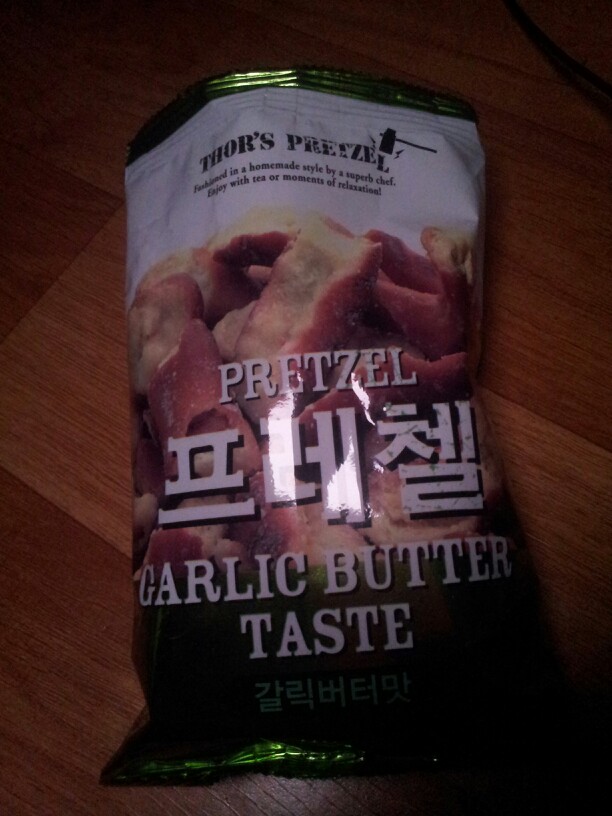 THOR'S PRETZEL
Fashioned in a homemade style by a superb chef.
Enjoy with tea or moments of relaxation!
PRETZEL
프레첼
GARLIC BUTTER
TASTE
갈릭버터맛